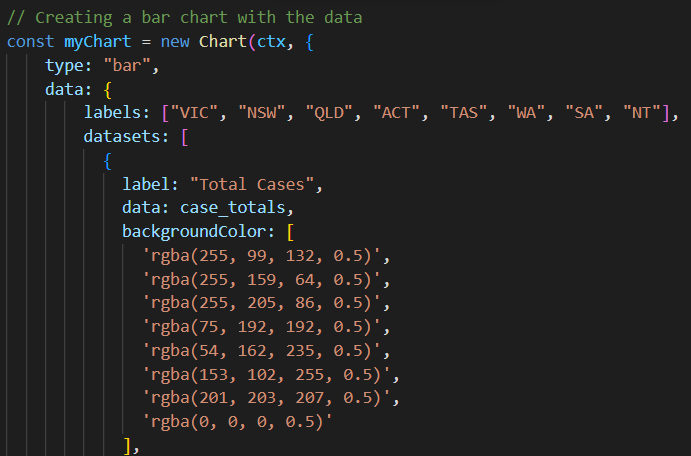 // Creating a bar chart with the data
const myChart = new Chart(ctx, {
type: "bar",
data: {
labels: ["VIC", "NSW", "QLD", "ACT", "TAS", "WA", "SA", "NT"],
datasets: [
{
label: "Total Cases",
data: case_totals,
backgroundColor: [
'rgba(255, 99, 132, 0.5)',
'rgba(255, 159, 64, 0.5)',
'rgba(255, 205, 86, 0.5)',
'rgba(75, 192, 192, 0.5)',
'rgba(54, 162, 235, 0.5)',
'rgba(153, 102, 255, 0.5)',
'rgba(201, 203, 207, 0.5)',
'rgba(0, 0, 0, 0.5)'
],